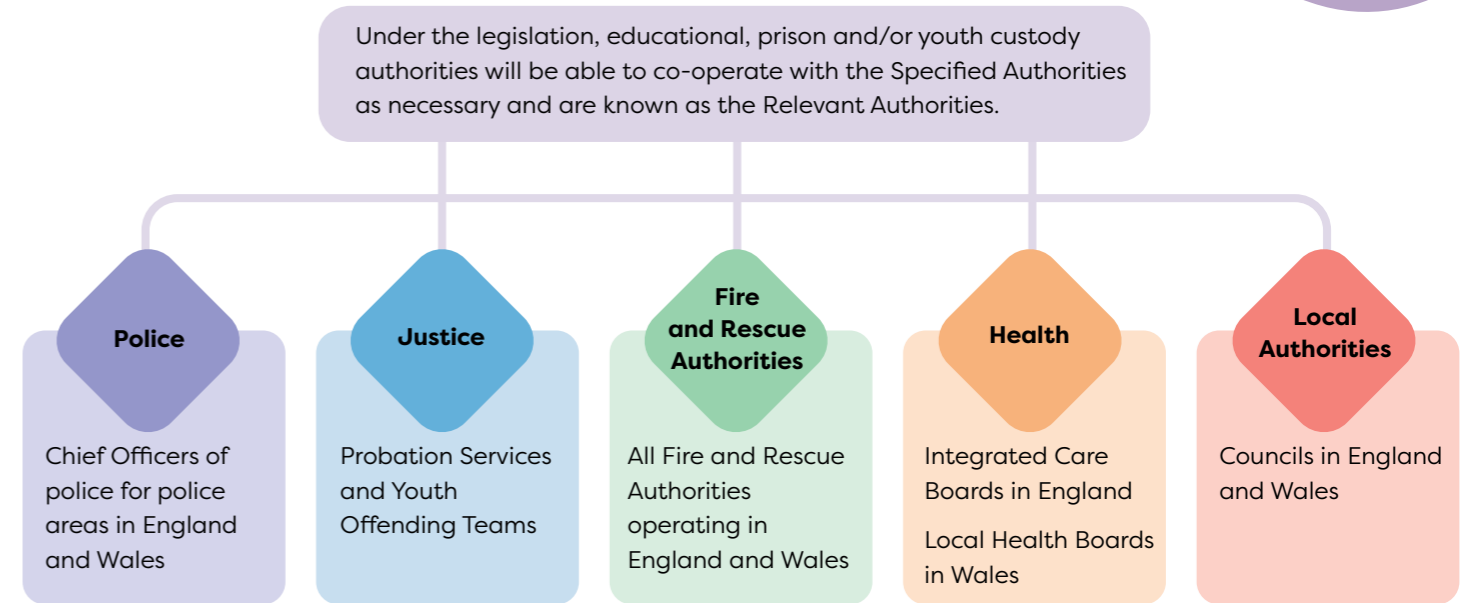 Under the legislation, educational, prison and/or youth custody
authorities will be able to co-operate with the Specified Authorities
as necessary and are known as the Relevant Authorities.
Police
Chief Officers of
police for police
areas in England
and Wales
Justice
Probation Services
and Youth
Offending Teams
Fire
and Rescue
Authorities
All Fire and Rescue
Authorities
operating in
England and Wales
Health
Integrated Care
Boards in England
Local Health Boards
in Wales
Local
Authorities
Councils in England
and Wales